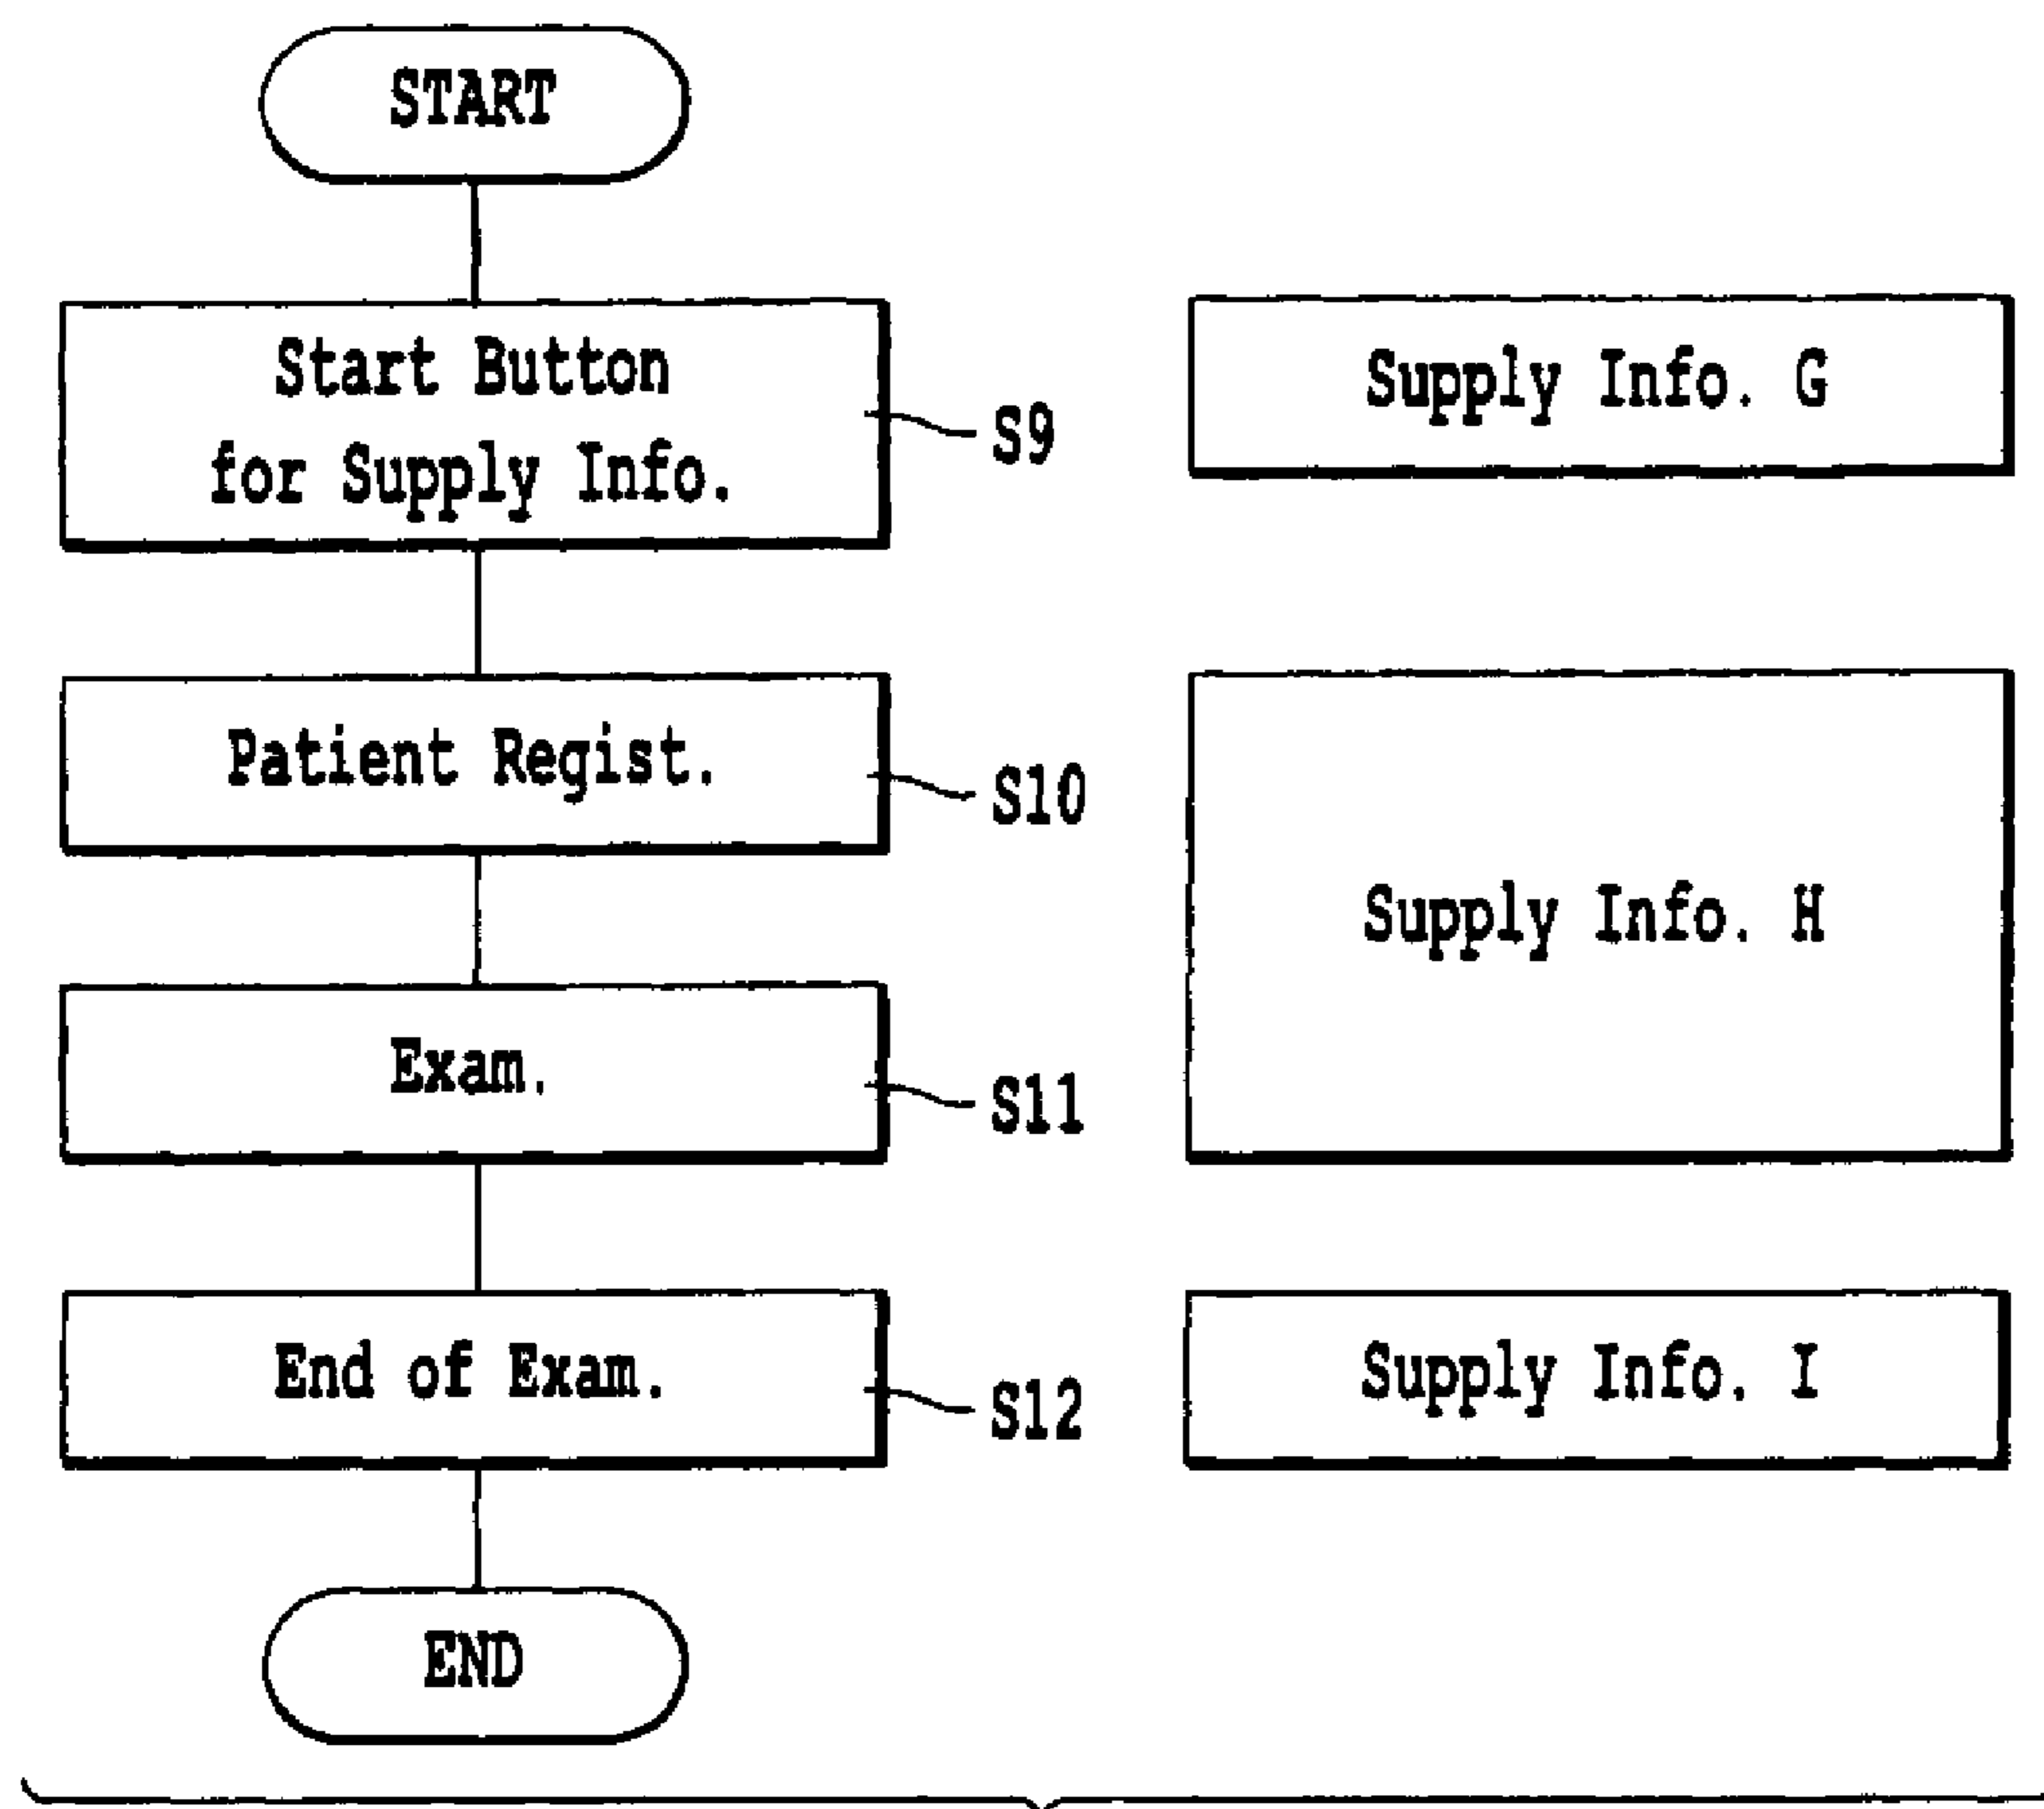 START
Start Button
for Supply Info.
S9
Supply Info. G
Patient Regist.
S10
Supply Info. H
Exam.
S11
End of Exam.
S12
Supply Info. I
END